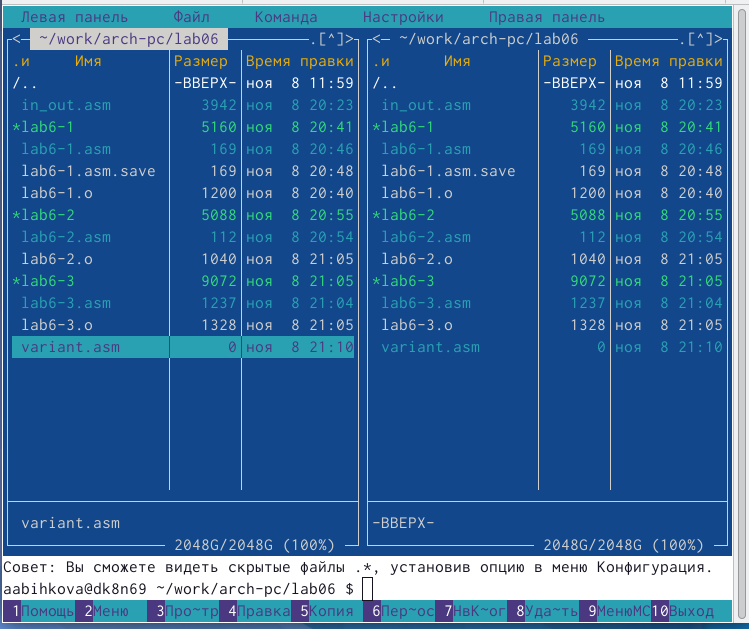 Левая панель Файл Команда Настройки Правая панель
<— ~/work/arch-pc/lab06 .[^]> <— ~/work/arch-pc/lab06 .[^]>
.и Имя Размер Время правки .и Имя Размер Время правки
/.. -ВВЕРХ- ноя 8 11:59 /.. -ВВЕРХ- ноя 8 11:59
in_out.asm 3942 ноя 8 20:23 in_out.asm 3942 ноя 8 20:23
*lab6-1 5160 ноя 8 20:41 *lab6-1 5160 ноя 8 20:41
lab6-1.asm 169 ноя 8 20:46 lab6-1.asm 169 ноя 8 20:46
lab6-1.asm.save 169 ноя 8 20:48 lab6-1.asm.save 169 ноя 8 20:48
lab6-1.o 1200 ноя 8 20:40 lab6-1.o 1200 ноя 8 20:40
*lab6-2 5088 ноя 8 20:55 *lab6-2 5088 ноя 8 20:55
lab6-2.asm 112 ноя 8 20:54 lab6-2.asm 112 ноя 8 20:54
lab6-2.o 1040 ноя 8 21:05 lab6-2.o 1040 ноя 8 21:05
*lab6-3 9072 ноя 8 21:05 *lab6-3 9072 ноя 8 21:05
lab6-3.asm 1237 ноя 8 21:04 lab6-3.asm 1237 ноя 8 21:04
lab6-3.o 1328 ноя 8 21:05 lab6-3.o 1328 ноя 8 21:05
variant.asm 0 ноя 8 21:10 variant.asm 0 ноя 8 21:10
variant.asm -ВВЕРХ-
2048G/2048G (100%) 2048G/2048G (100%)
Совет: Вы сможете видеть скрытые файлы .*, установив опцию в меню Конфигурация.
aabihkova@dk8n69 ~/work/arch-pc/lab06 $
1Помощь 2Меню 3Про~тр 4Правка 5Копия 6Пер~ос 7НвК~ог 8Уда~ть 9МенюMC 10Выход